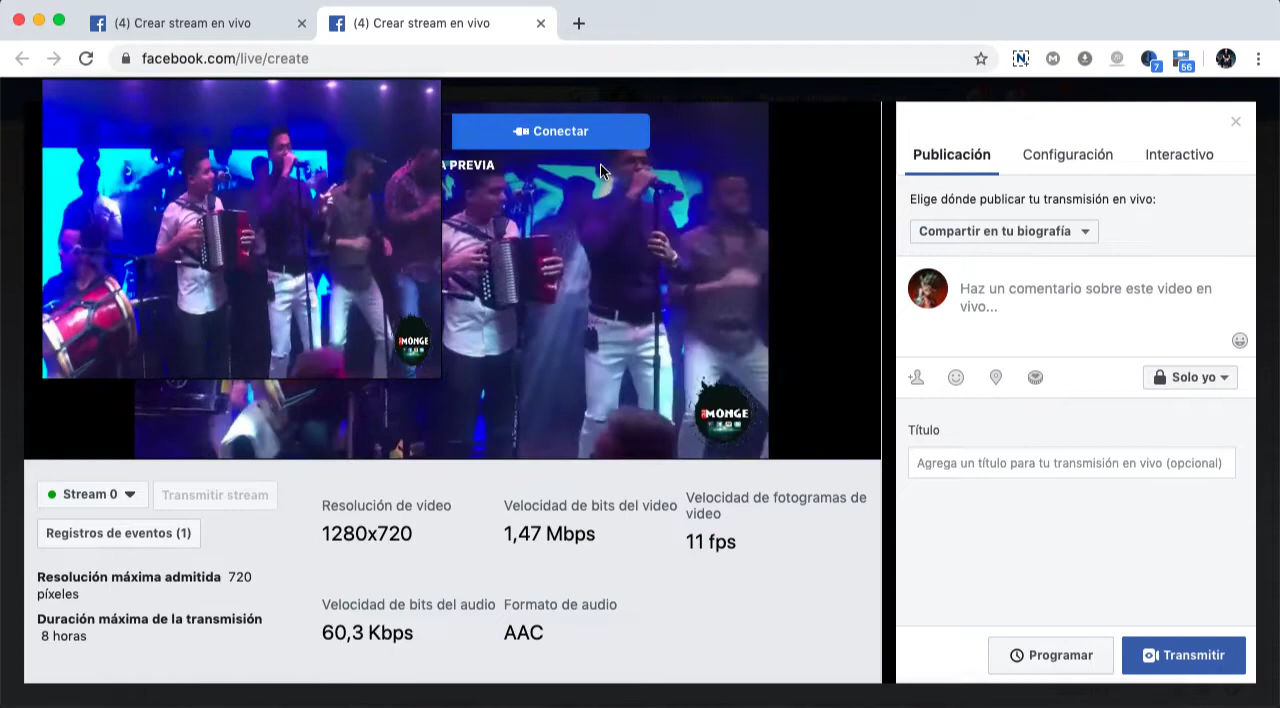 (4) Crear stream en vivo
(4) Crear stream en vivo
facebook.com/live/create
7
56
Conectar
A PREVIA
MONGE
MONGE
Publicación
Configuración
Interactivo
Elige dónde publicar tu transmisión en vivo:
Compartir en tu biografía
Haz un comentario sobre este video en
vivo...
Solo yo
Título
Agrega un título para tu transmisión en vivo (opcional)
Programar
Transmitir
Stream 0
Transmitir stream
Registros de eventos (1)
Resolución máxima admitida 720
píxeles
Duración máxima de la transmisión
8 horas
Resolución de video
1280x720
Velocidad de bits del video
1,47 Mbps
Velocidad de fotogramas de
video
11 fps
Velocidad de bits del audio
60,3 Kbps
Formato de audio
AAC